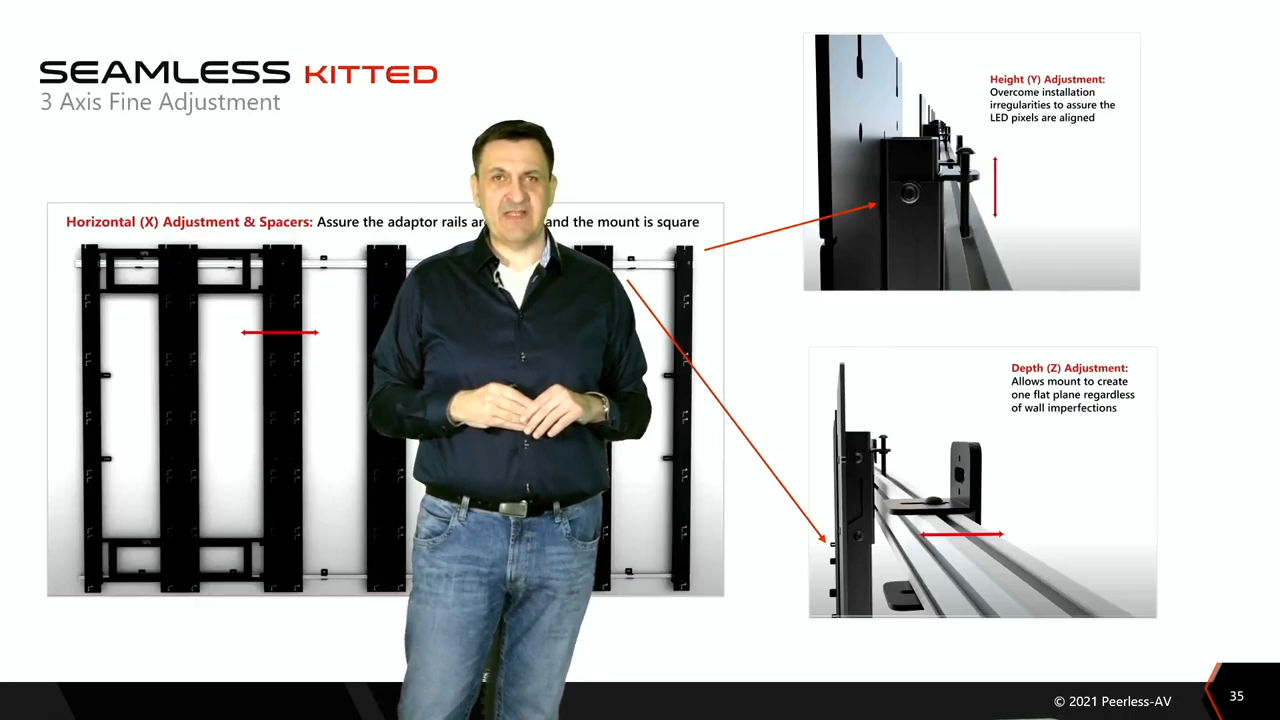 SEAMLESS KITTED
3 Axis Fine Adjustment
Horizontal (X) Adjustment & Spacers: Assure the adaptor rails and the mount is square
Height (Y) Adjustment:
Overcome installation
irregularities to assure the
LED pixels are aligned
Depth (Z) Adjustment:
Allows mount to create
one flat plane regardless
of wall imperfections
© 2021 Peerless-AV
35